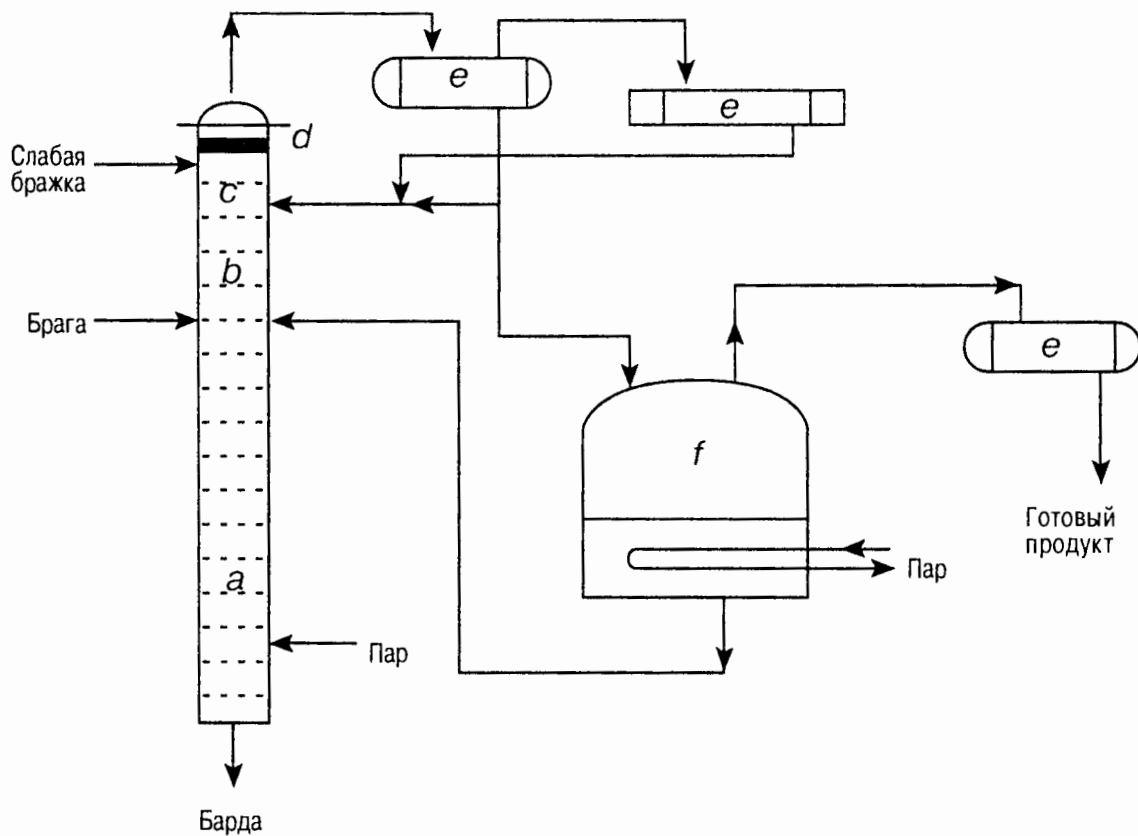 e
e
d
Слабая
бражка
c
b
Брага
e
f
Готовый
продукт
a
Пар
Пар
Барда